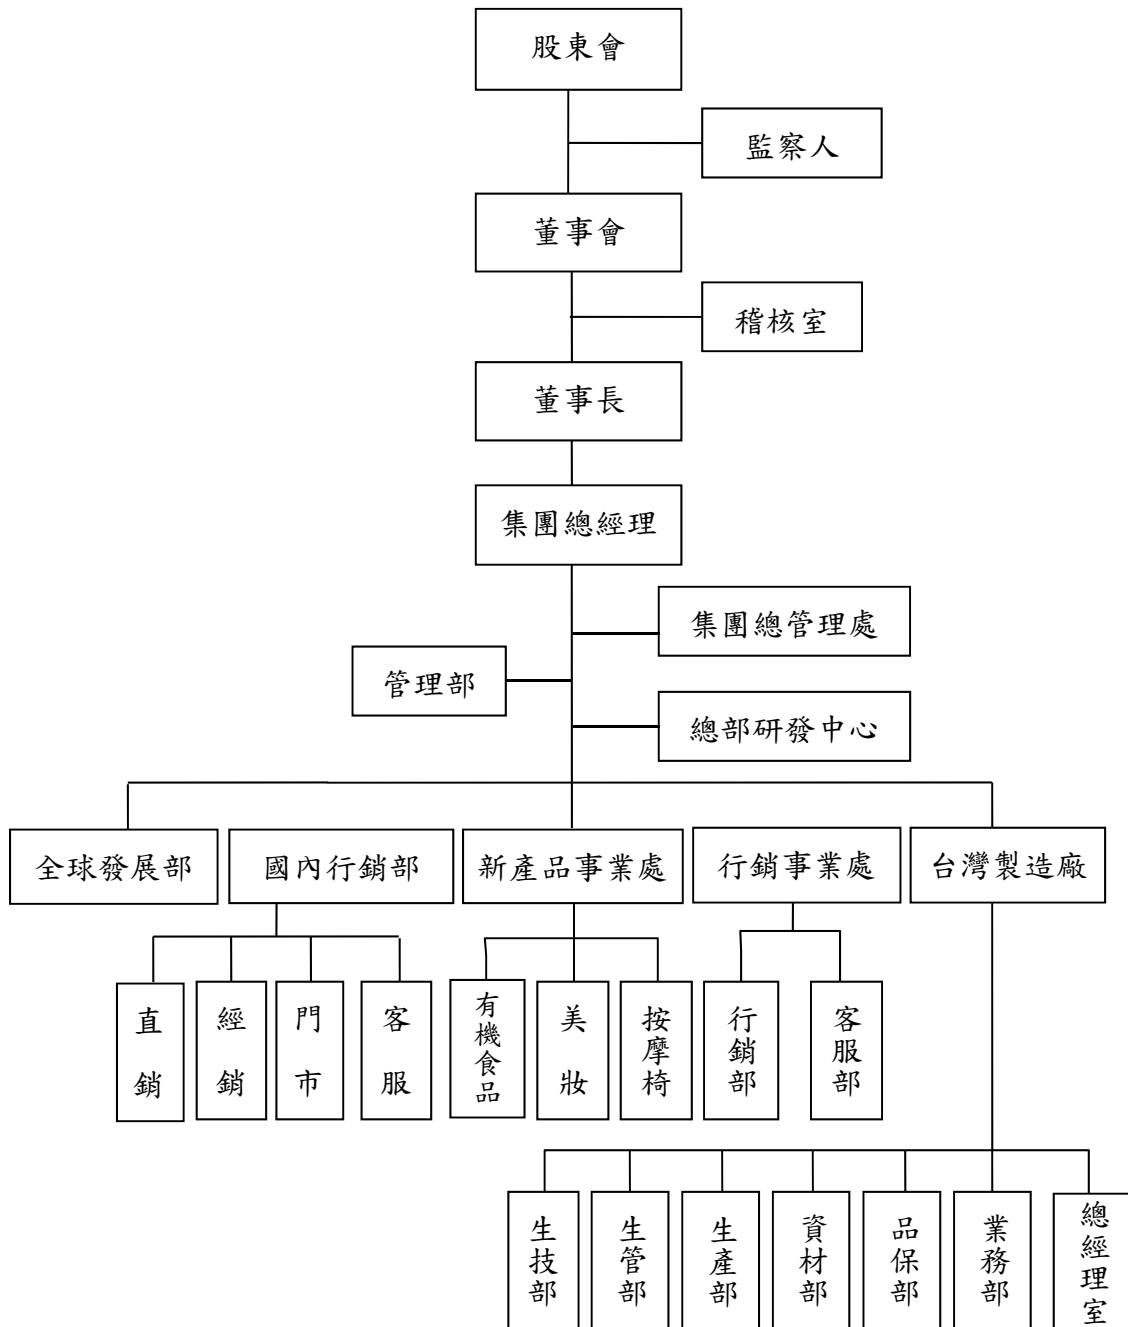 股東會
監察人
董事會
稽核室
董事長
集團總經理
集團總管理處
管理部
總部研發中心
全球發展部
國內行銷部
新產品事業處
行銷事業處
台灣製造廠
直銷
經銷
門市
客服
有機食品
美妝
按摩椅
行銷部
客服部
生技部
生管部
生產部
資材部
品保部
業務部
總經理室